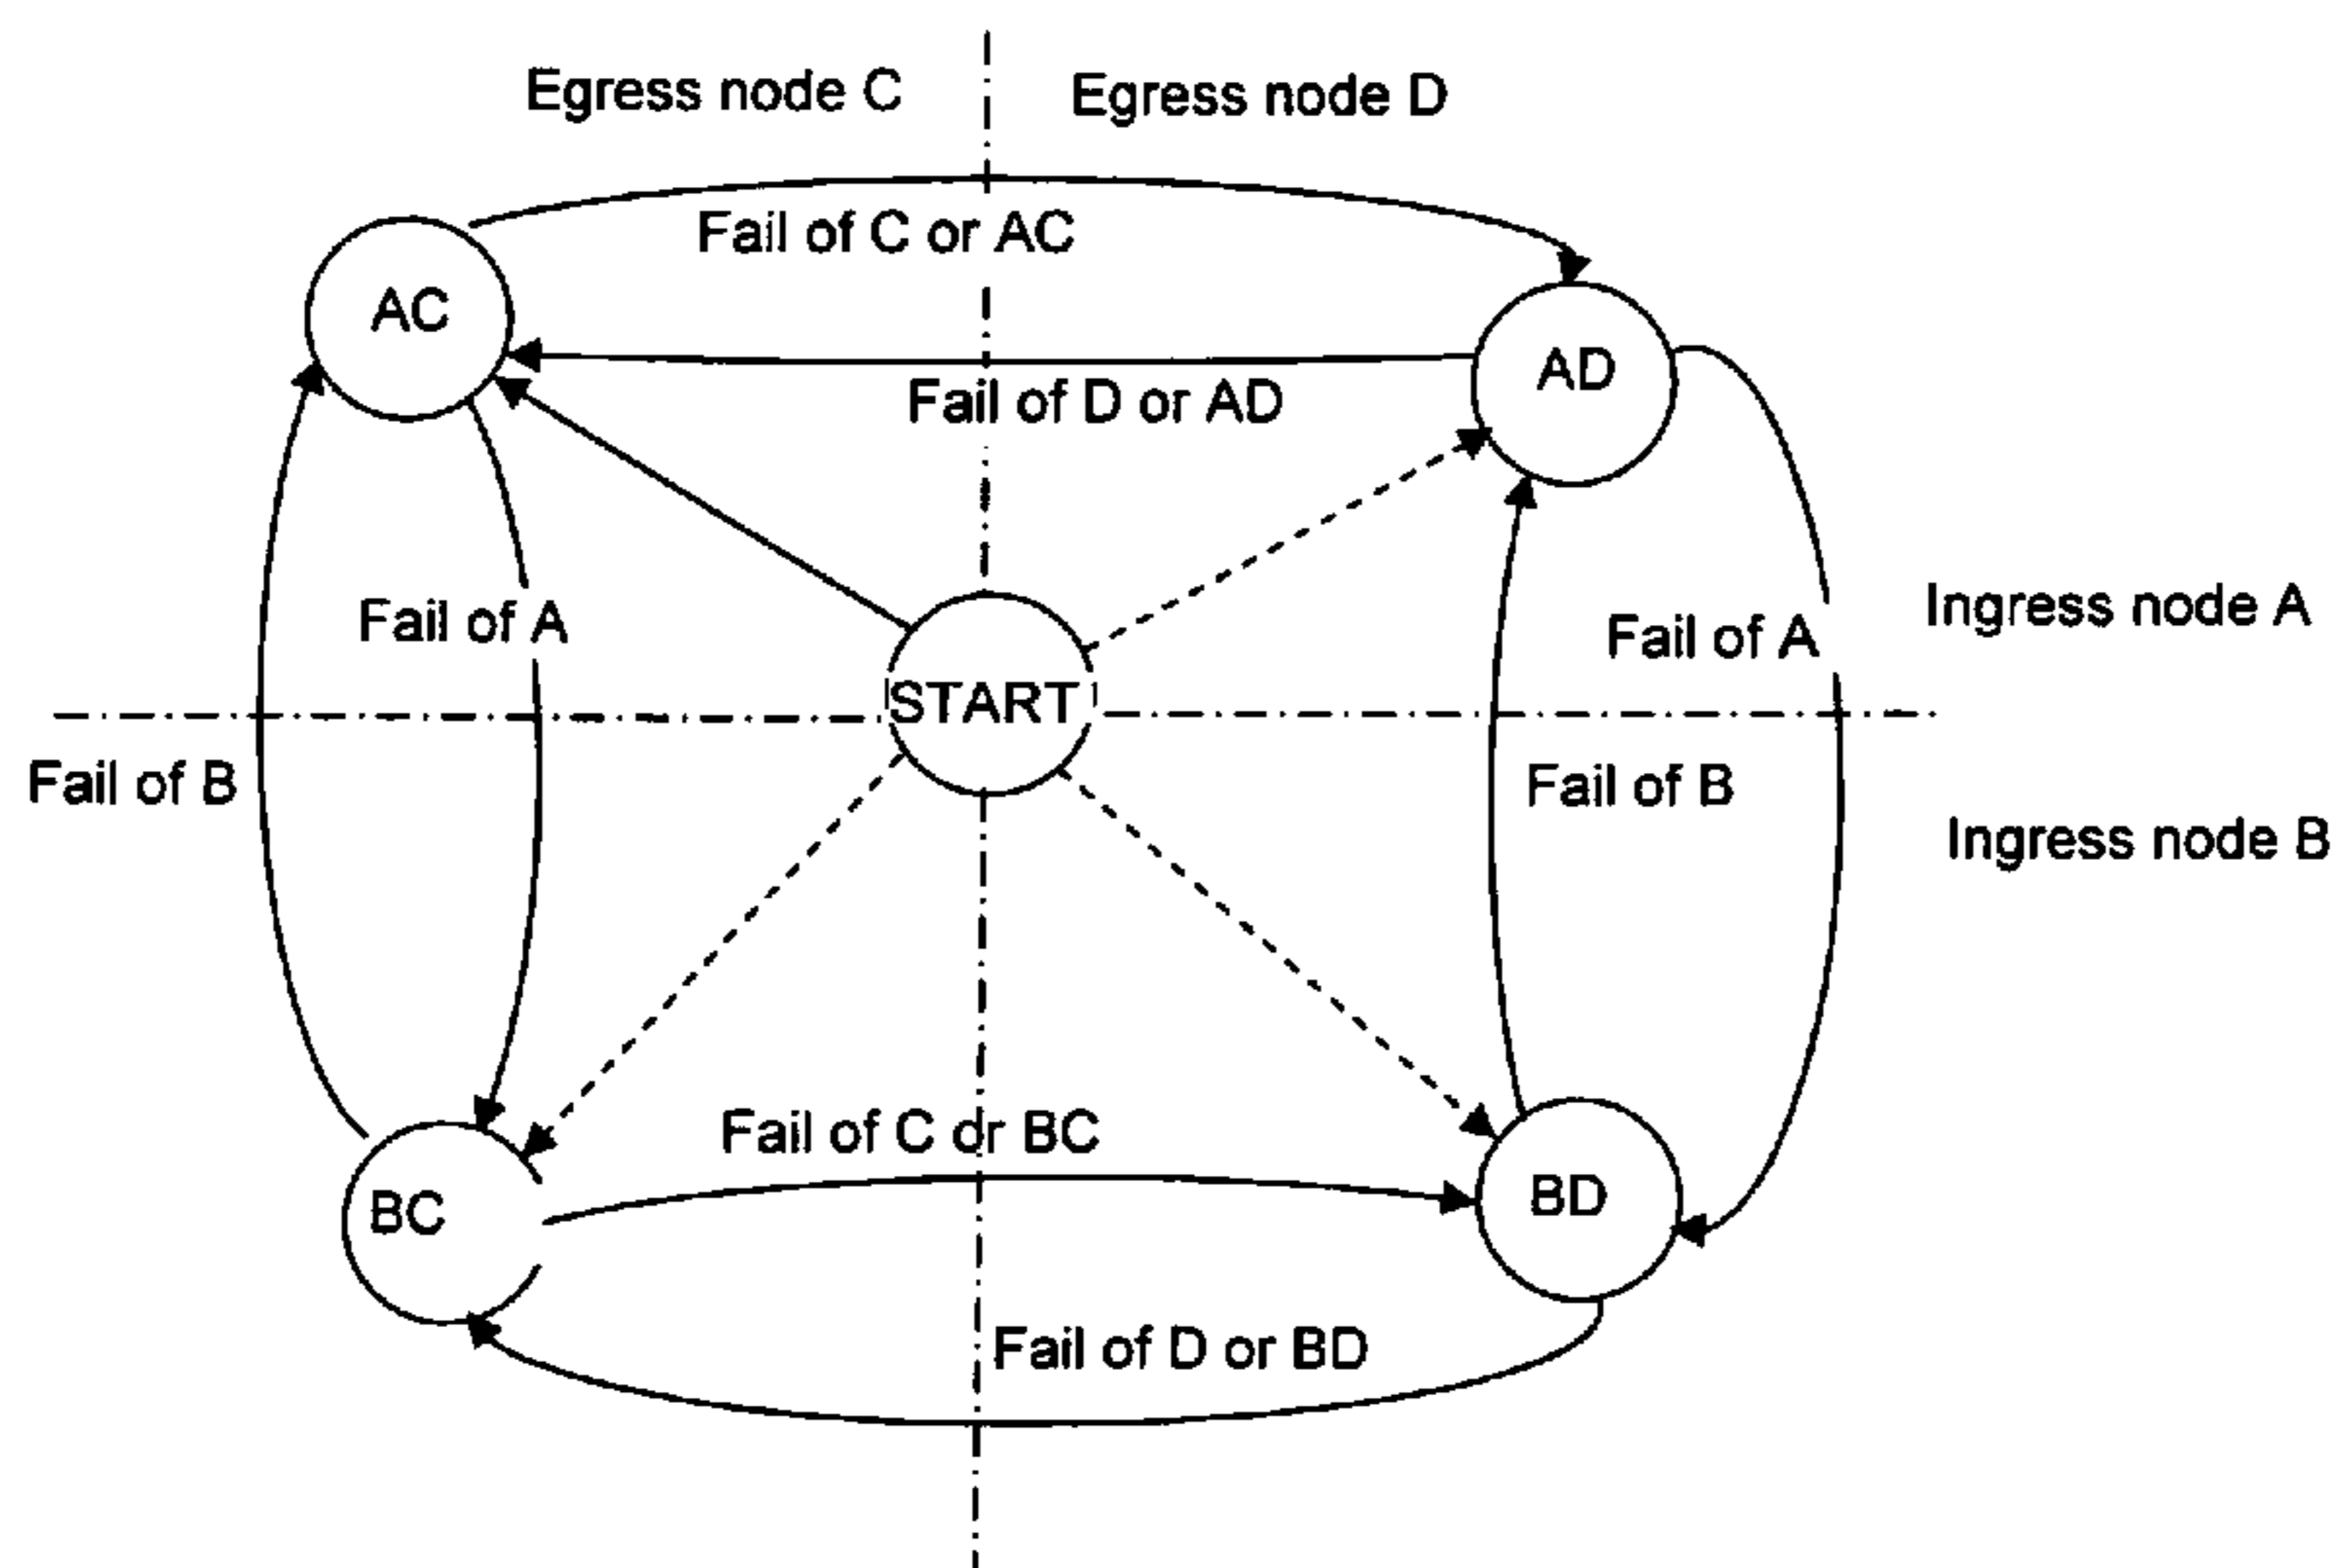 Egress node C
Egress node D
Fail of C or AC
AC
AD
Fail of D or AD
Fail of A
Fail of A
Ingress node A
START
Fail of B
Fail of B
Ingress node B
Fail of C or BC
BC
BD
Fail of D or BD